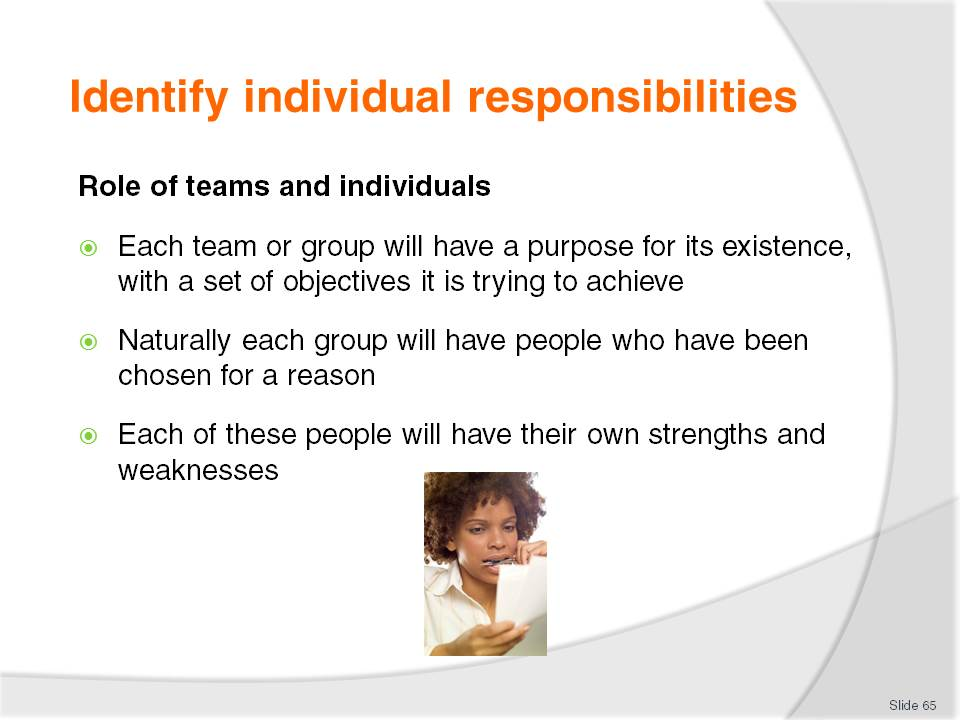 Identify individual responsibilities
Role of teams and individuals
Each team or group will have a purpose for its existence,
with a set of objectives it is trying to achieve
Naturally each group will have people who have been
chosen for a reason
Each of these people will have their own strengths and
weaknesses
Slide 65